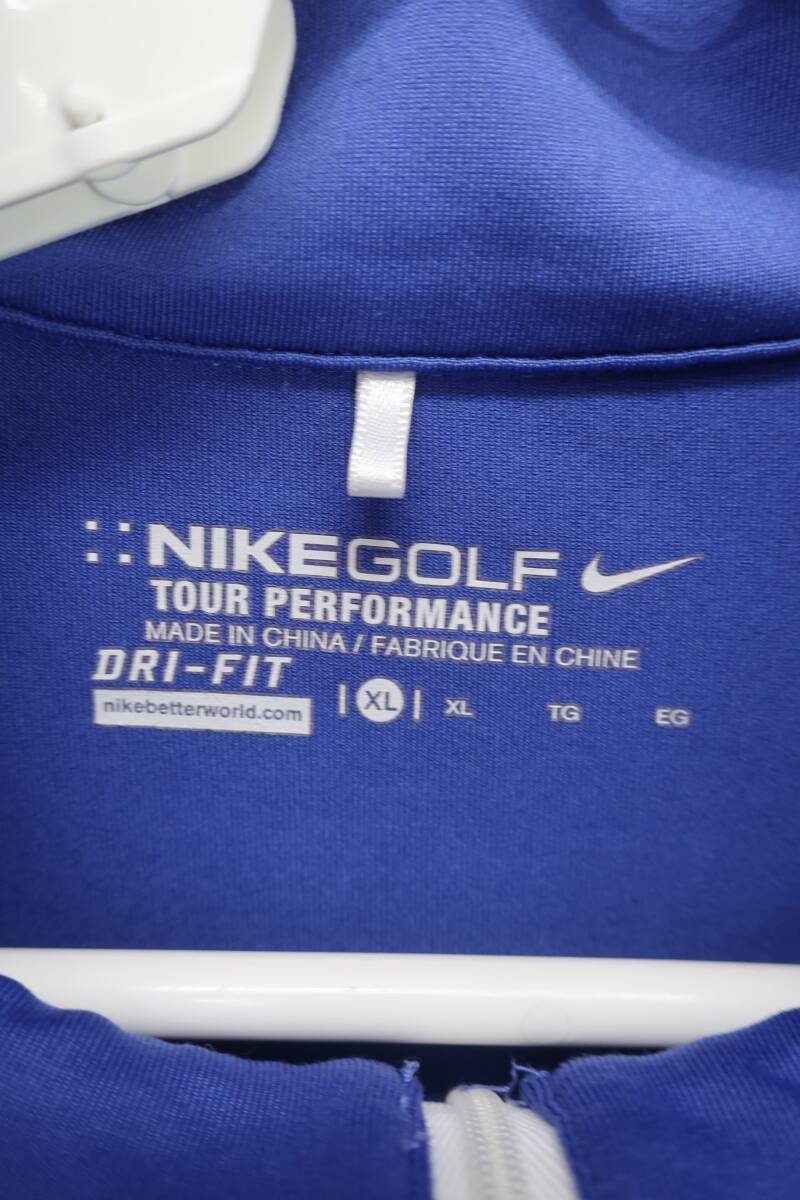 NIKEGOLF
TOUR PERFORMANCE
MADE IN CHINA / FABRIQUE EN CHINE
DRI-FIT
nikebetterworld.com | XL | XL TG EG